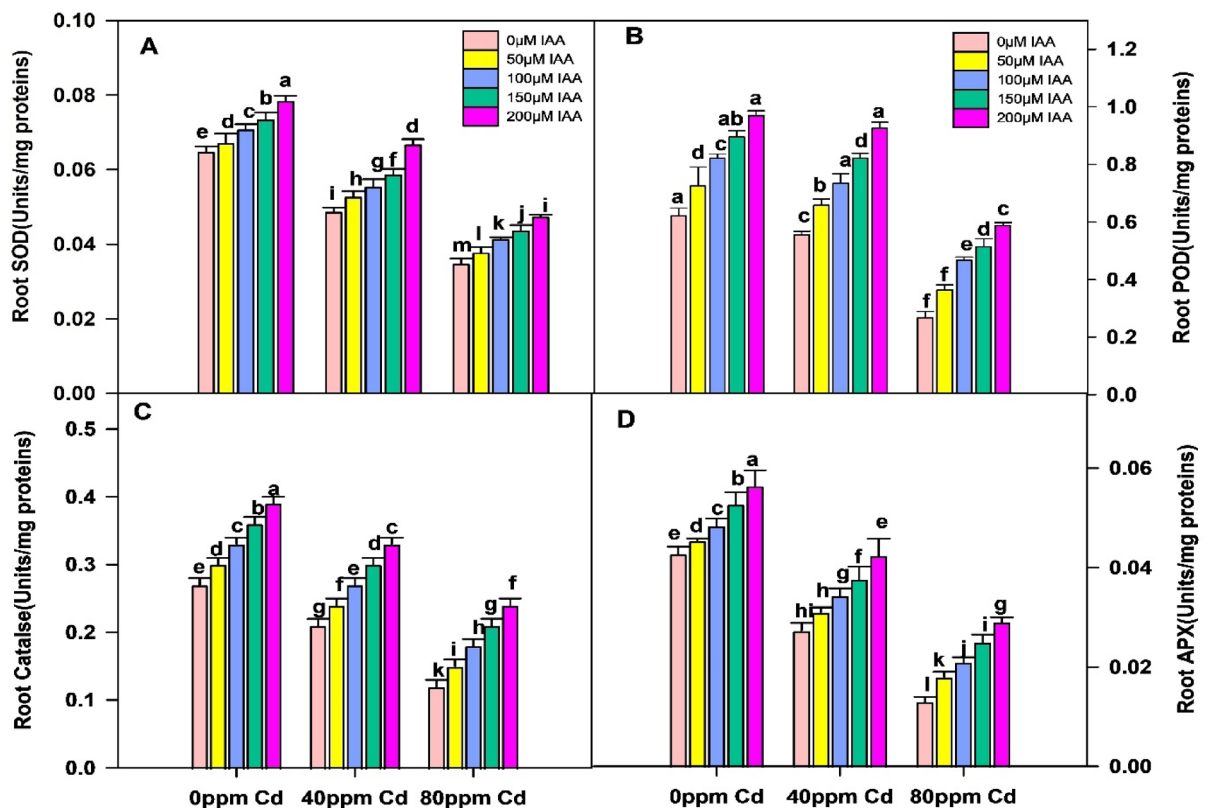 A
0µM IAA
50µM IAA
100µM IAA
150µM IAA
200µM IAA
Root SOD(Units/mg proteins)
0.10
0.08
0.06
0.04
0.02
0.00
e d c b a
i h g f d
m l k j i
B
0µM IAA
50µM IAA
100µM IAA
150µM IAA
200µM IAA
Root POD(Units/mg proteins)
1.2
1.0
0.8
0.6
0.4
0.2
0.0
a d c ab a
c b a d a
f f e d c
C
Root Catalse(Units/mg proteins)
0.5
0.4
0.3
0.2
0.1
0.0
e d c b a
g f e d c
k i h g f
0ppm Cd 40ppm Cd 80ppm Cd
D
Root APX(Units/mg proteins)
0.06
0.04
0.02
0.00
e d c b a
hi h g f e
l k j i g
0ppm Cd 40ppm Cd 80ppm Cd